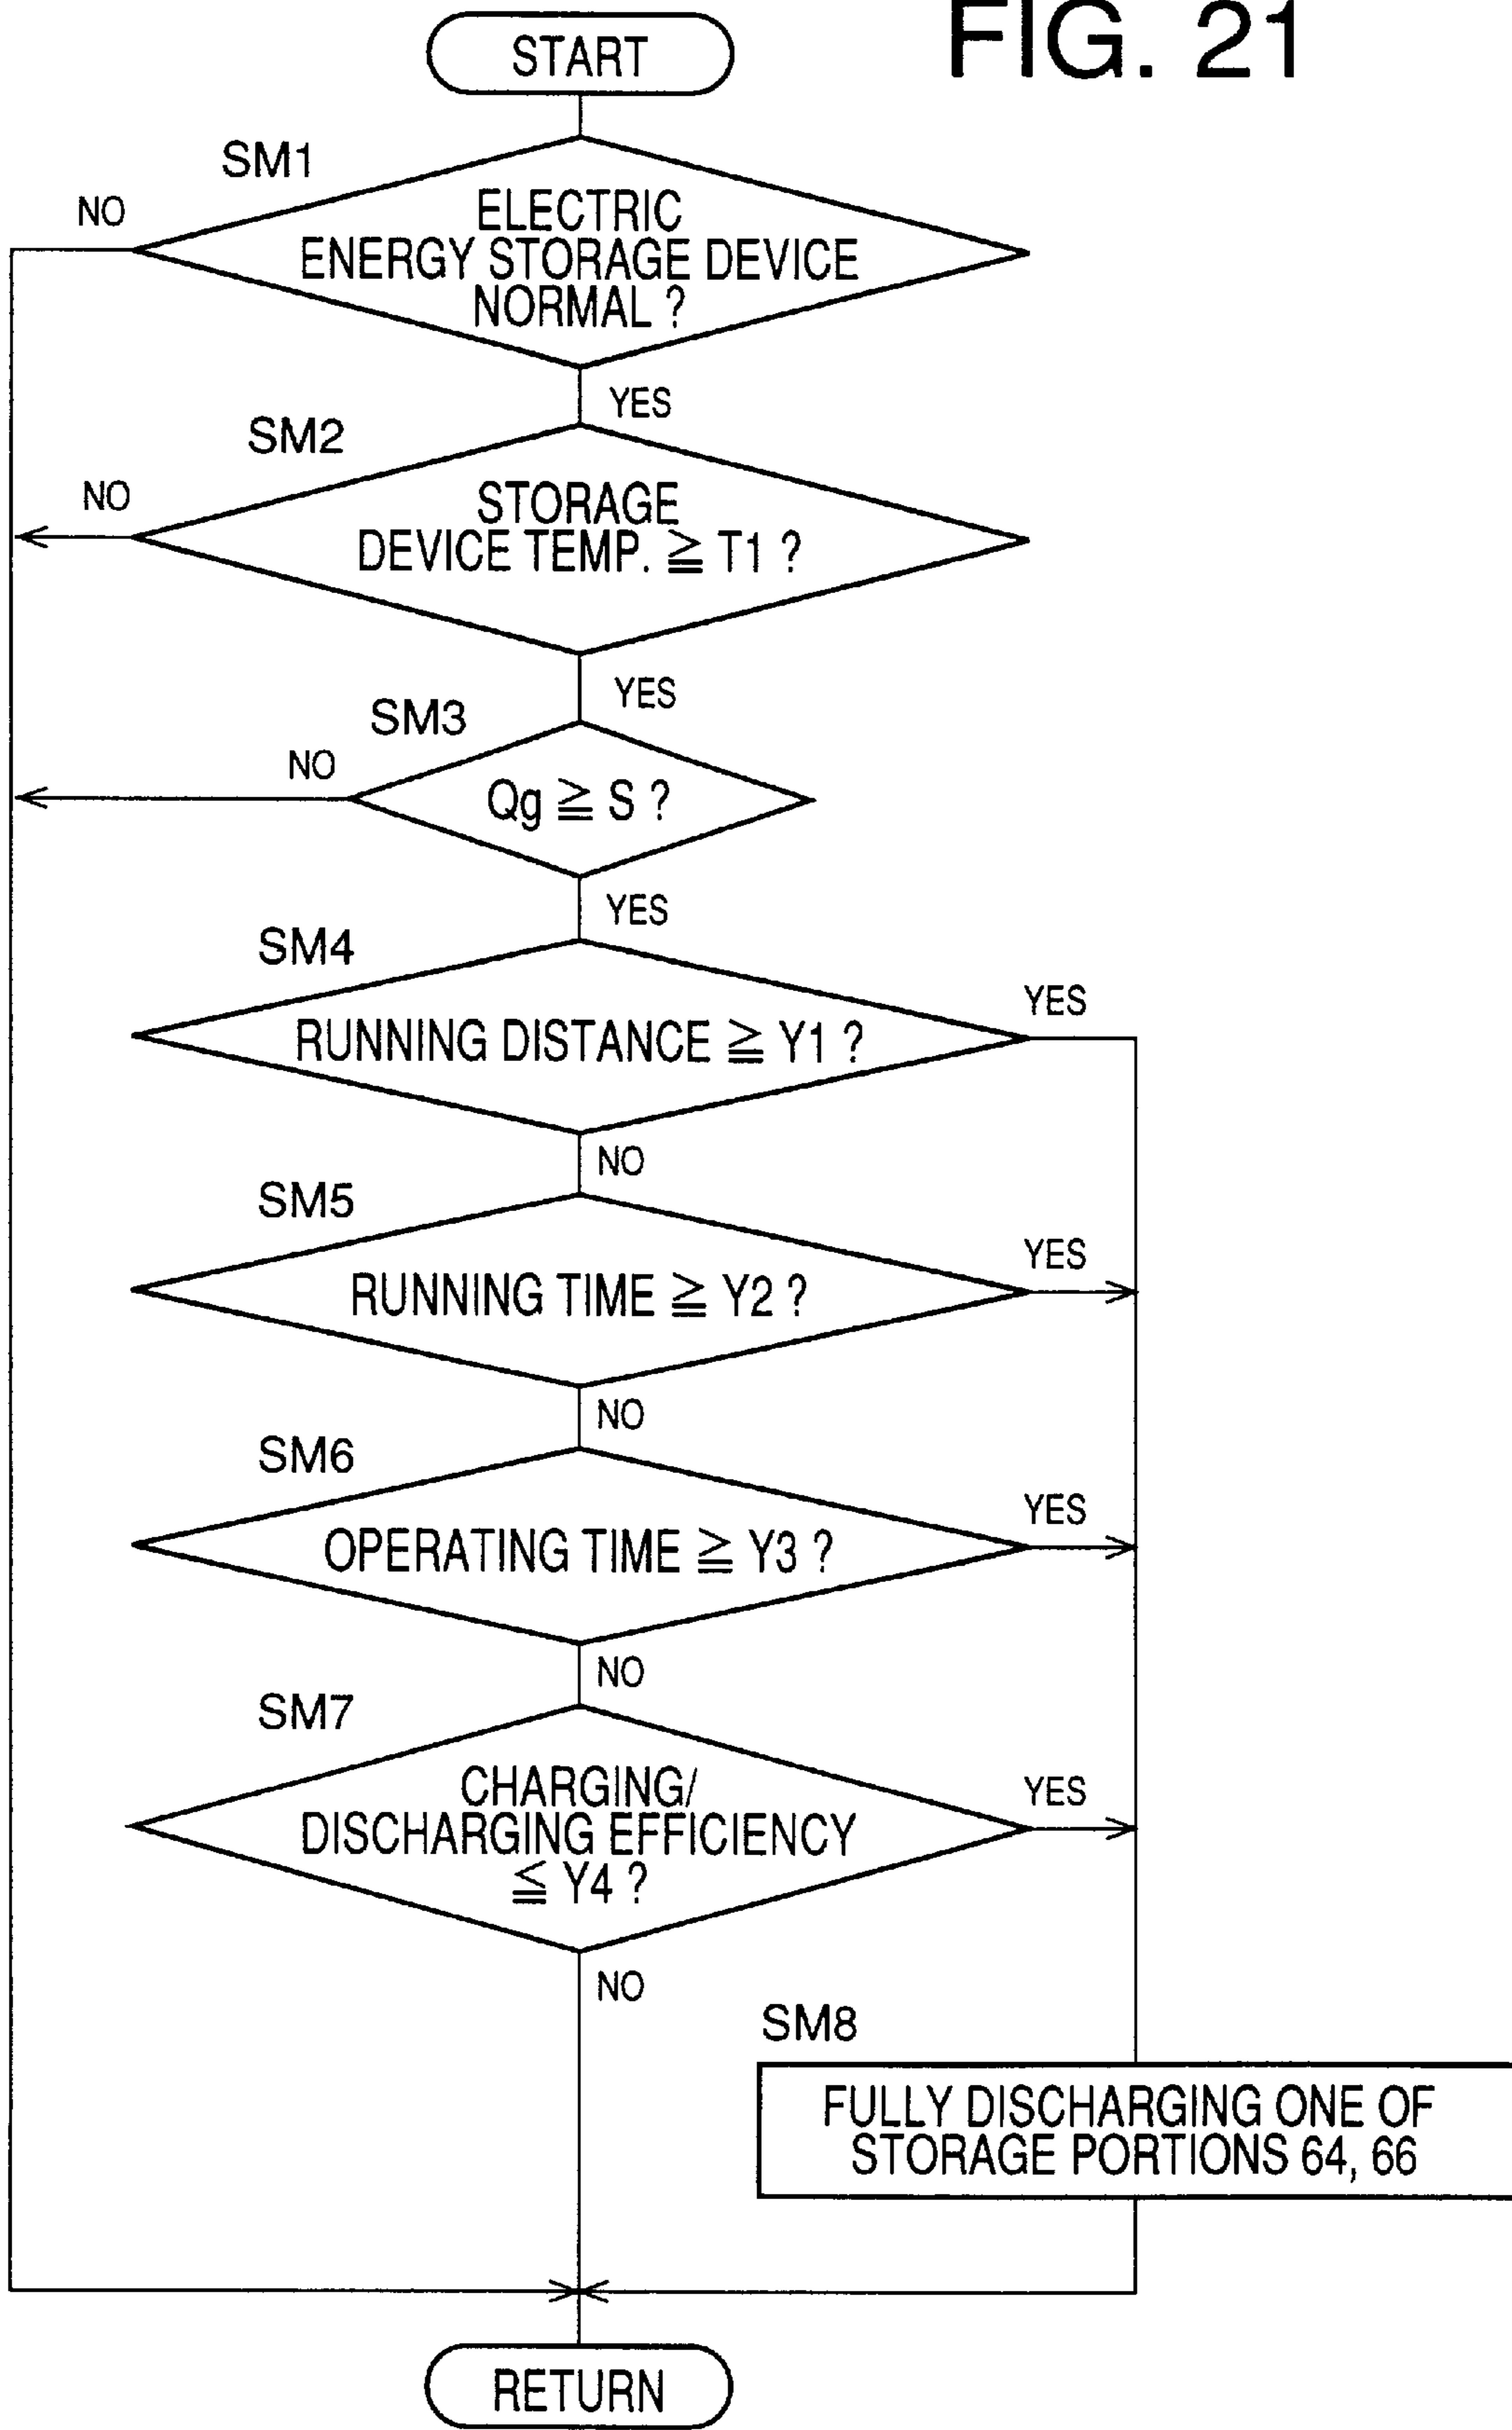 FIG. 21
START
SM1
NO
ELECTRIC
ENERGY STORAGE DEVICE
NORMAL ?
YES
SM2
NO
STORAGE
DEVICE TEMP. ≧ T1 ?
YES
SM3
NO
Qg ≧ S ?
YES
SM4
YES
RUNNING DISTANCE ≧ Y1 ?
NO
SM5
YES
RUNNING TIME ≧ Y2 ?
NO
SM6
YES
OPERATING TIME ≧ Y3 ?
NO
SM7
YES
CHARGING/
DISCHARGING EFFICIENCY
≦ Y4 ?
NO
SM8
FULLY DISCHARGING ONE OF
STORAGE PORTIONS 64, 66
RETURN